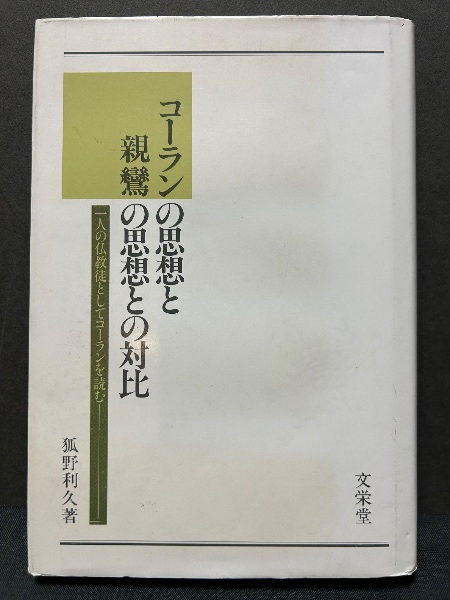 コーランの思想と
親鸞の思想との対比
一人の仏教徒としてコーランを読む
狐野利久著
文栄堂